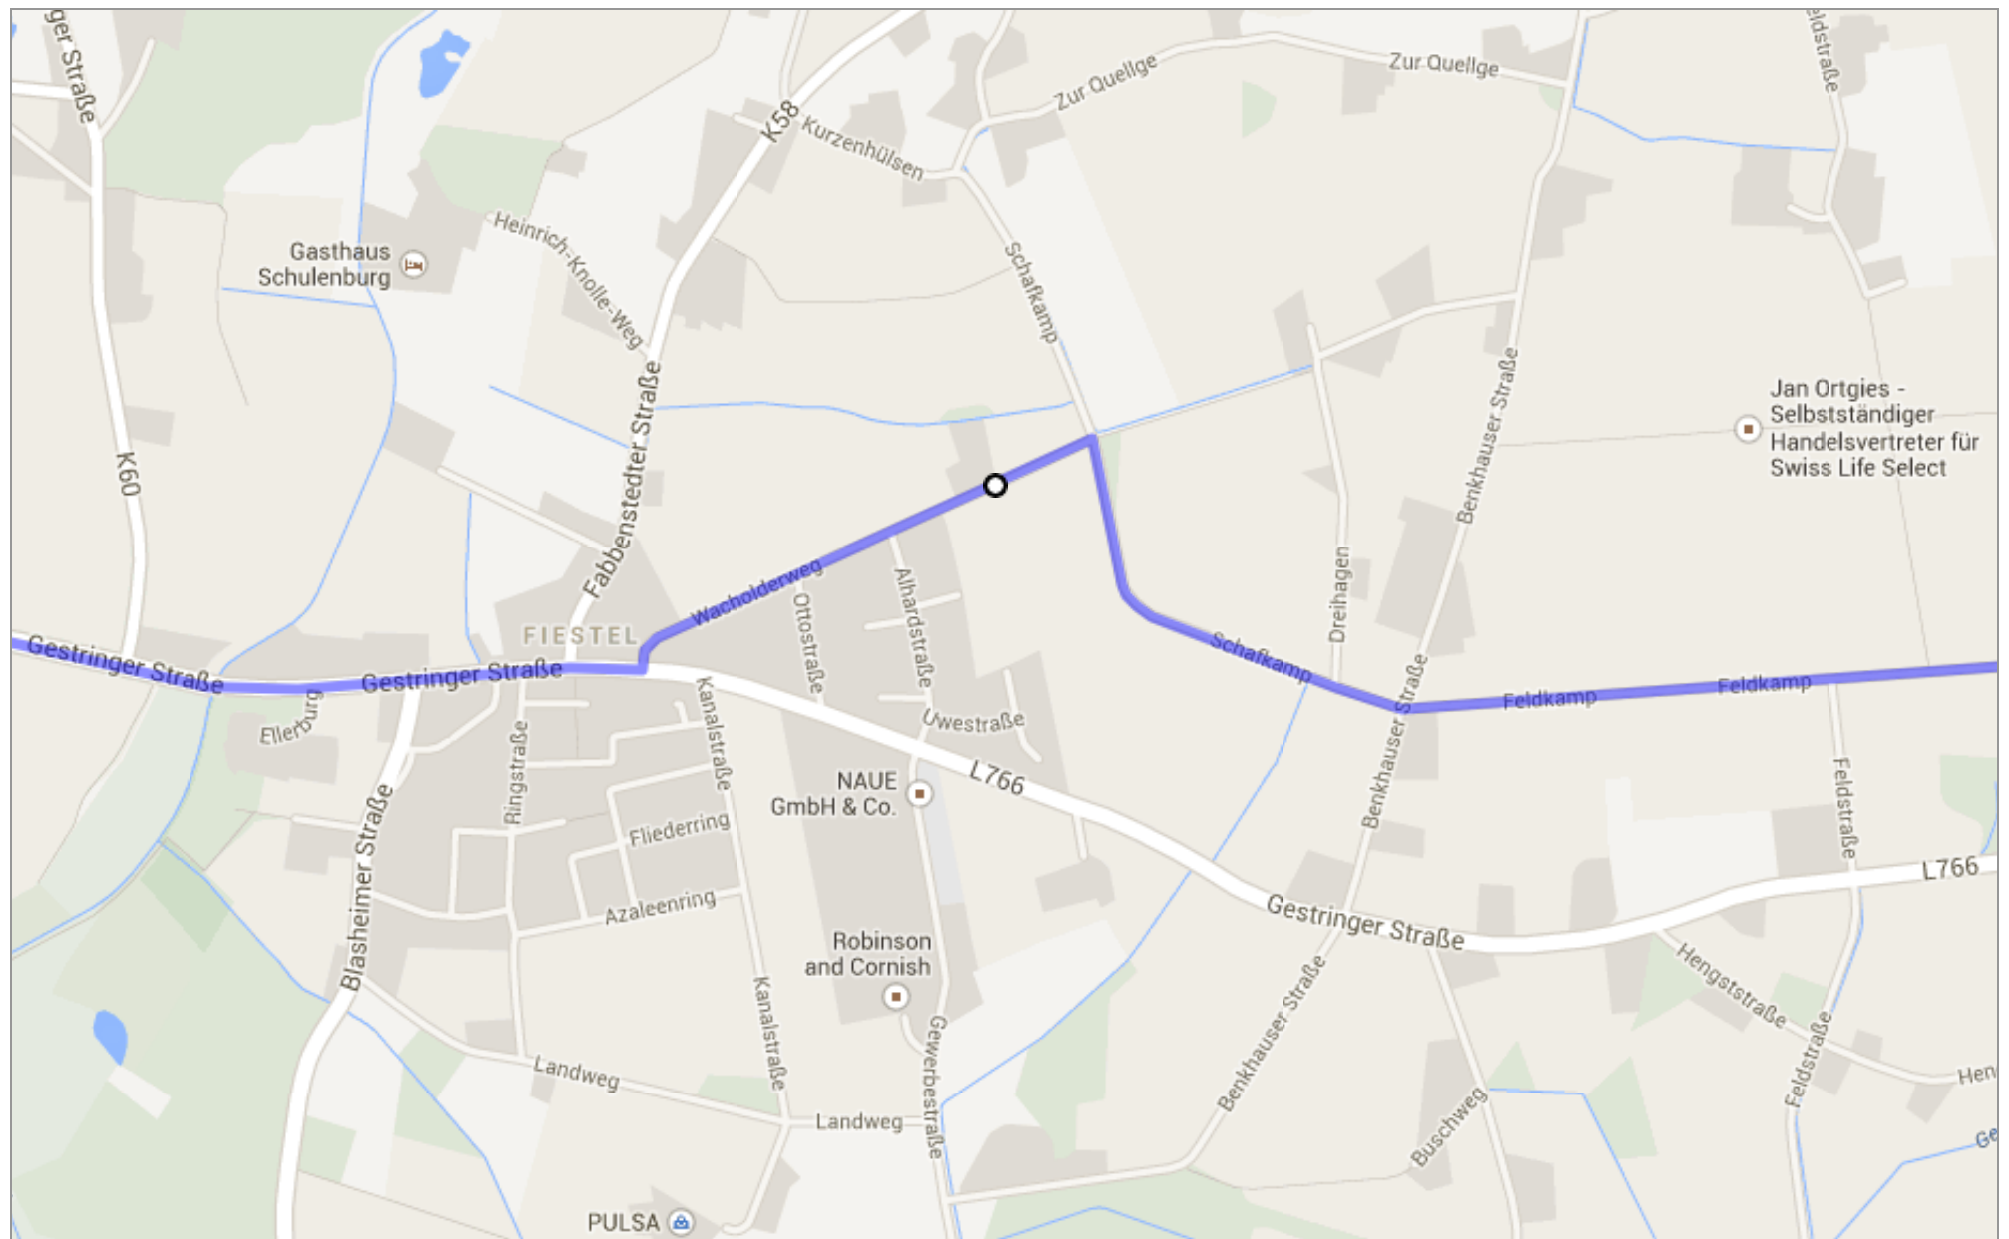 ger Straße
K58
Kurzenhülsen
Zur Quellge
Zur Quellge
eldstraße
Heinrich-Knolle-Weg
Gasthaus
Schulenburg
Schafkamp
Fabbenstedter Straße
K60
Benkhauser Straße
Jan Ortgies -
Selbstständiger
Handelsvertreter für
Swiss Life Select
Wacholderweg
Ottostraße
Alhardstraße
Dreihagen
FIESTEL
Gestringer Straße
Gestringer Straße
Schafkamp
Feldkamp
Feldkamp
Ellerburg
Kanalstraße
Uwestraße
Benkhauser Straße
Ringstraße
L766
NAUE
GmbH & Co.
Feldstraße
Blasheimer Straße
Fliederring
L766
Azaleenring
Gestringer Straße
Robinson
and Cornish
Hengststraße
Kanalstraße
Gewerbestraße
Benkhauser Straße
Feldstraße
Landweg
Hen
Landweg
Buschweg
Ge
PULSA